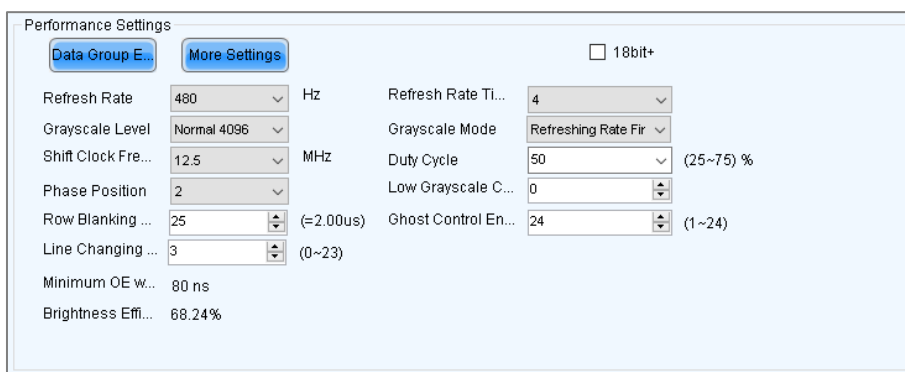 Performance Settings
Data Group E...
More Settings
18bit+
Refresh Rate 480 Hz Refresh Rate Ti... 4
Grayscale Level Normal 4096 Grayscale Mode Refreshing Rate Fir
Shift Clock Fre... 12.5 MHz Duty Cycle 50 (25~75) %
Phase Position 2 Low Grayscale C... 0
Row Blanking ... 25 (=2.00us) Ghost Control En... 24 (1~24)
Line Changing ... 3 (0~23)
Minimum OE w... 80 ns
Brightness Effi... 68.24%